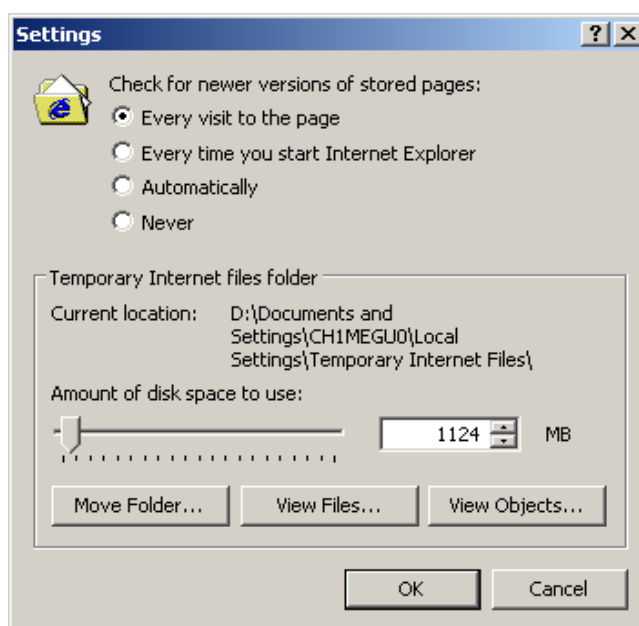 Settings
Check for newer versions of stored pages:
Every visit to the page
Every time you start Internet Explorer
Automatically
Never
Temporary Internet files folder
Current location: D:\Documents and
Settings\CH1MEGU0\Local
Settings\Temporary Internet Files\
Amount of disk space to use:
1124 MB
Move Folder... View Files... View Objects...
OK Cancel